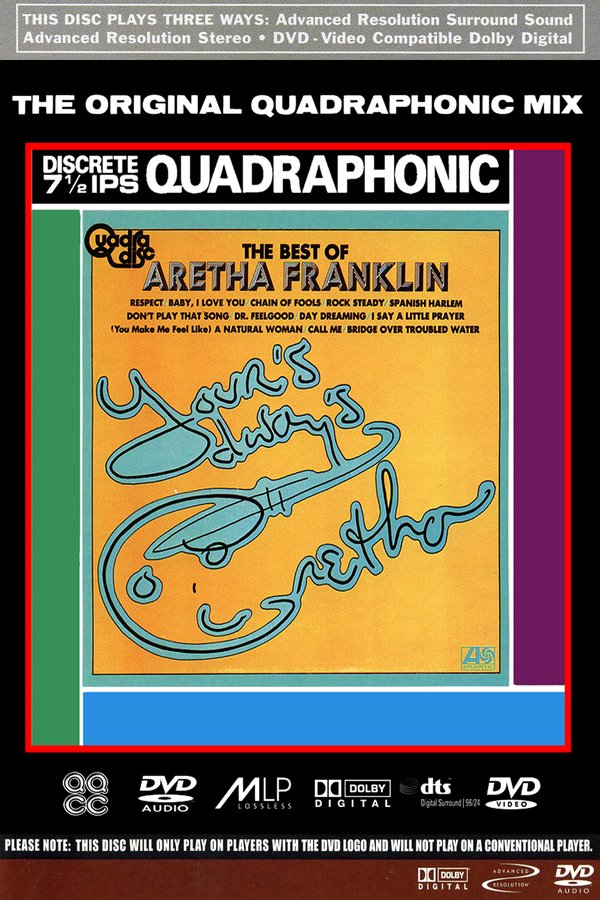 THIS DISC PLAYS THREE WAYS: Advanced Resolution Surround Sound
Advanced Resolution Stereo • DVD-Video Compatible Dolby Digital
THE ORIGINAL QUADRAPHONIC MIX
DISCRETE
7 1/2 IPS
QUADRAPHONIC
Quadradisc
THE BEST OF
ARETHA FRANKLIN
RESPECT / BABY, I LOVE YOU / CHAIN OF FOOLS / ROCK STEADY / SPANISH HARLEM
DON'T PLAY THAT SONG / DR. FEELGOOD / DAY DREAMING / I SAY A LITTLE PRAYER
(You Make Me Feel Like) A NATURAL WOMAN / CALL ME / BRIDGE OVER TROUBLED WATER
Your's
Always
Aretha
ATLANTIC
QQCC
DVD AUDIO
MLP LOSSLESS
DOLBY DIGITAL
dts Digital Surround | 96/24
DVD VIDEO
PLEASE NOTE: THIS DISC WILL ONLY PLAY ON PLAYERS WITH THE DVD LOGO AND WILL NOT PLAY ON A CONVENTIONAL PLAYER.
DOLBY DIGITAL
ADVANCED RESOLUTION
DVD AUDIO